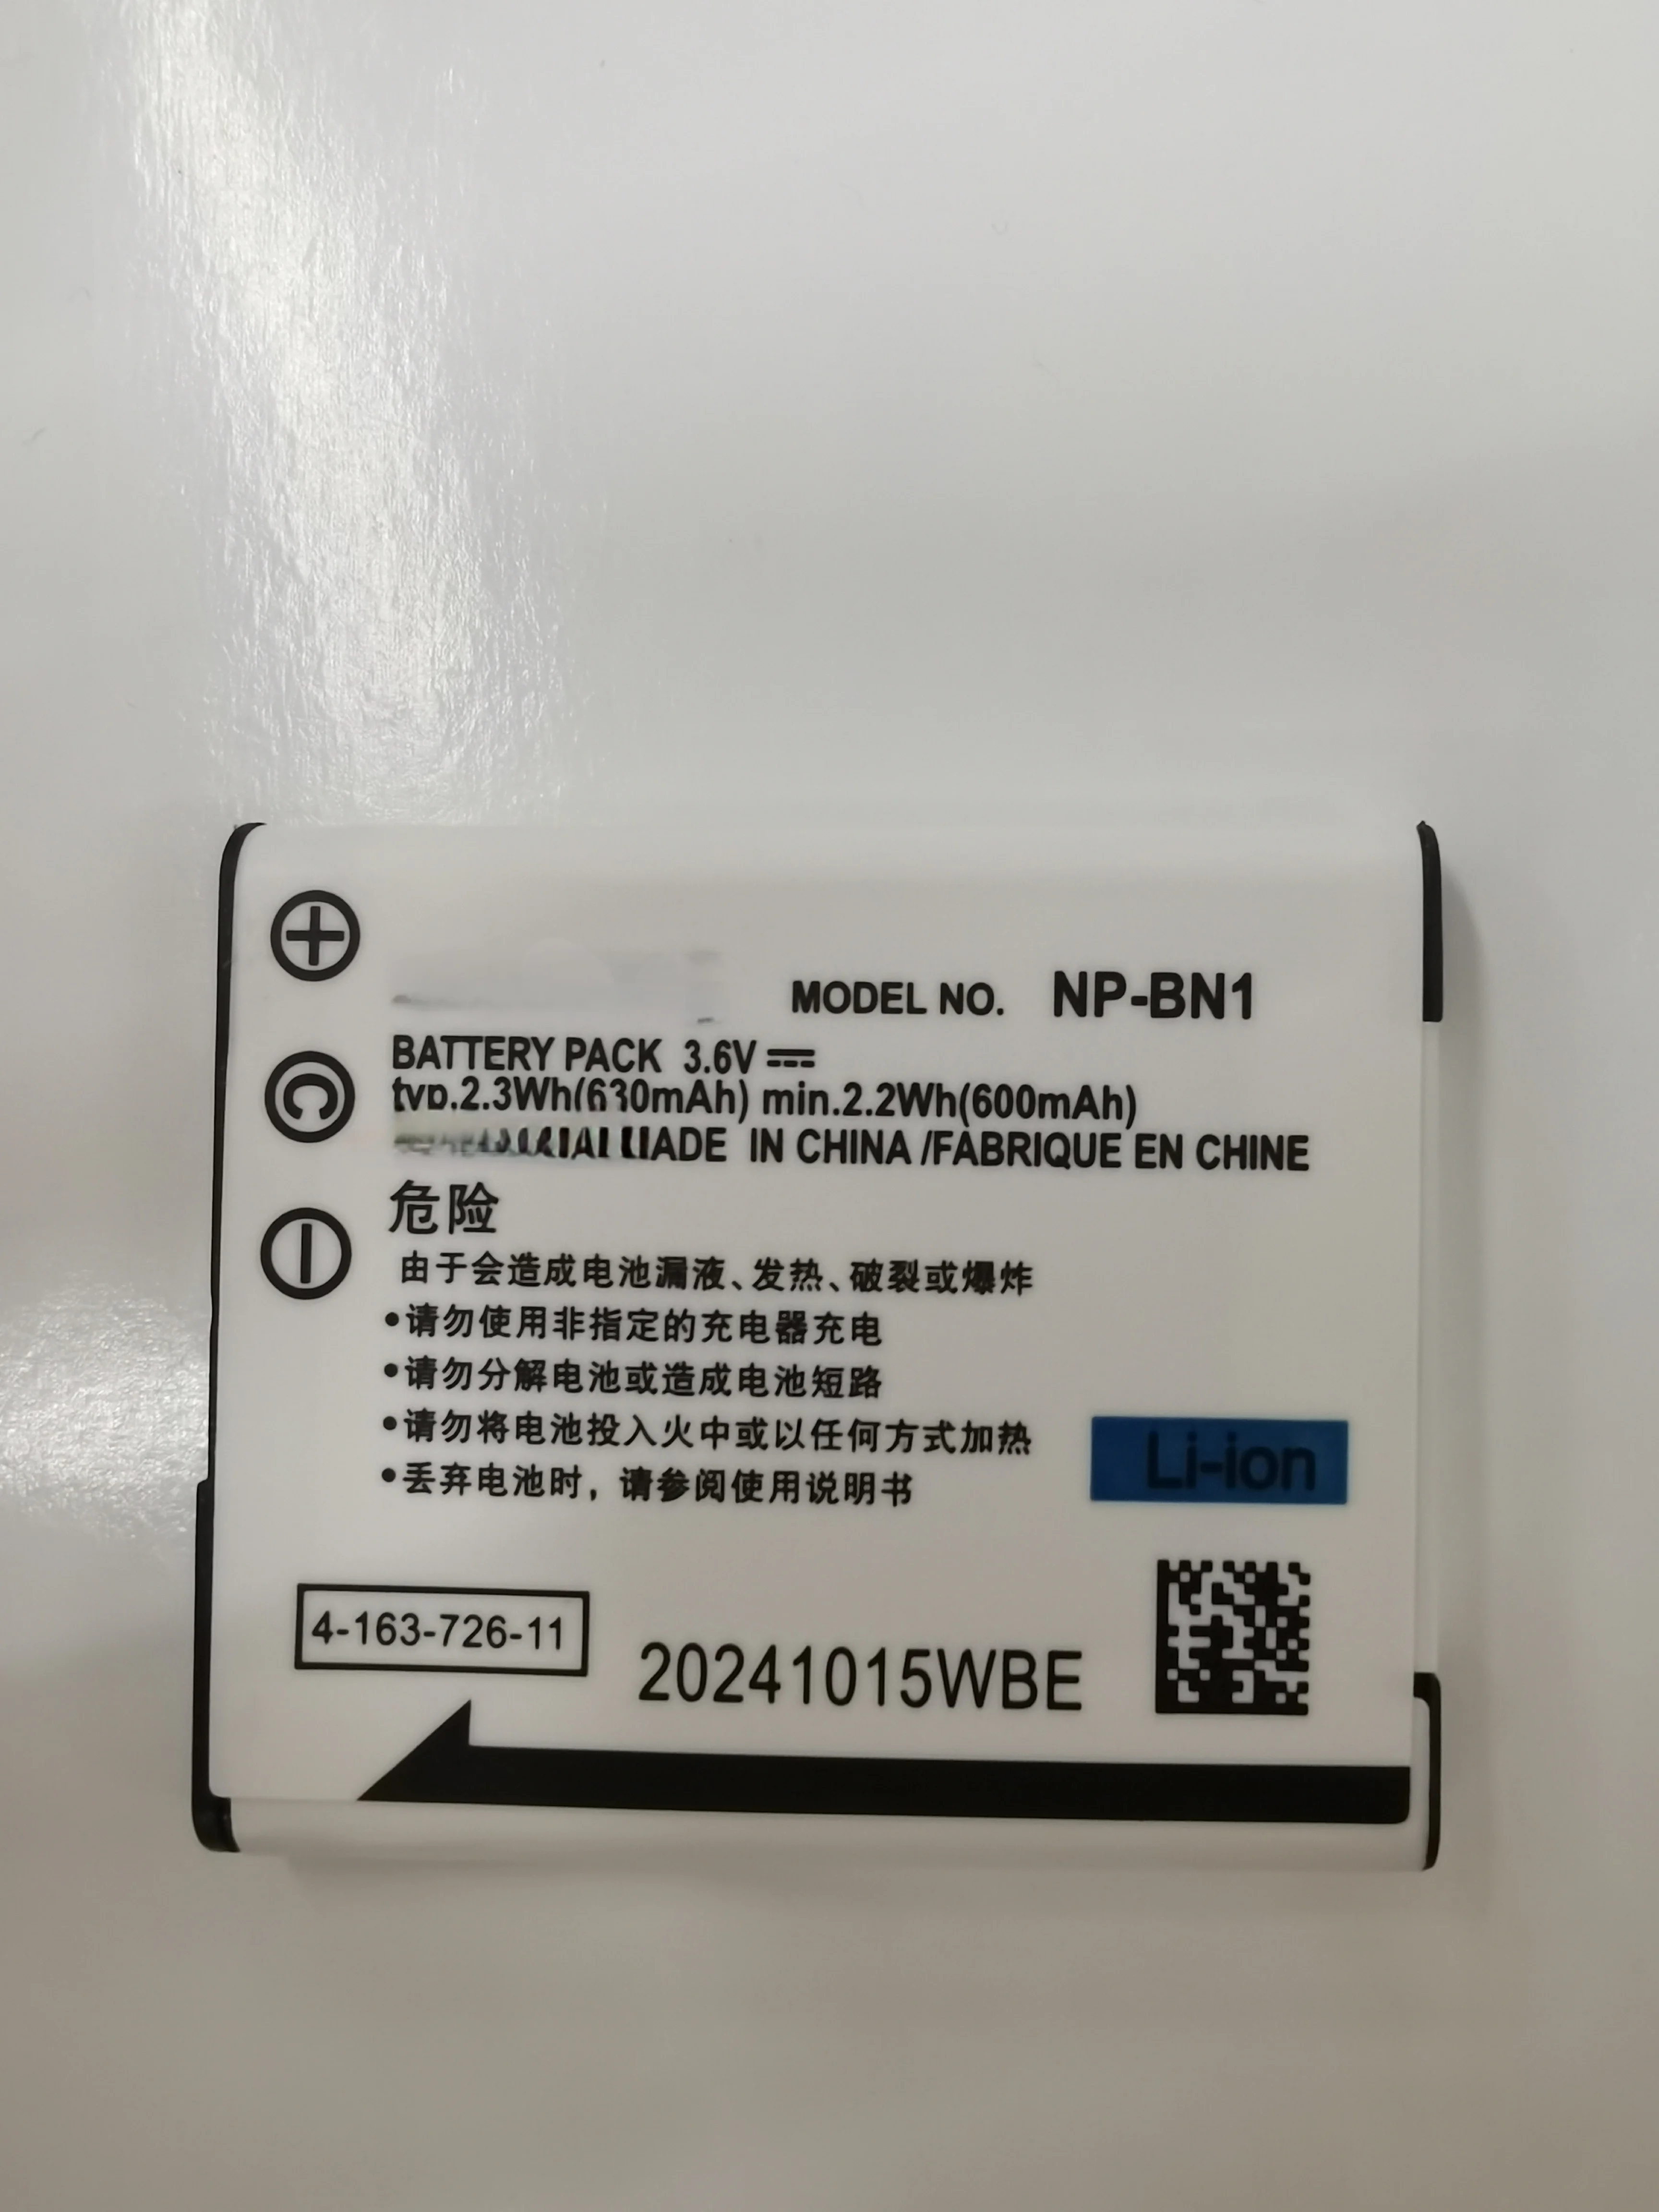 MODEL NO. NP-BN1
BATTERY PACK 3.6V
typ.2.3Wh(630mAh) min.2.2Wh(600mAh)
MADE IN CHINA /FABRIQUE EN CHINE
危险
由于会造成电池漏液、发热、破裂或爆炸
•请勿使用非指定的充电器充电
•请勿分解电池或造成电池短路
•请勿将电池投入火中或以任何方式加热
•丢弃电池时，请参阅使用说明书
Li-ion
4-163-726-11
20241015WBE
+
C